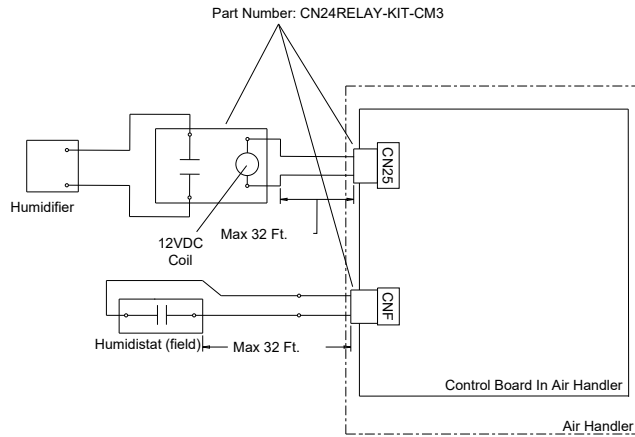 Part Number: CN24RELAY-KIT-CM3
CN25
Humidifier
12VDC
Coil
Max 32 Ft.
CNF
Humidistat (field)
Max 32 Ft.
Control Board In Air Handler
Air Handler